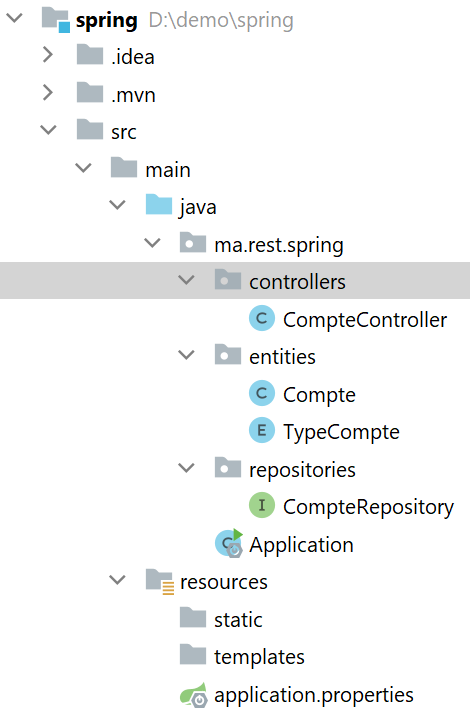 spring D:\demo\spring
.idea
.mvn
src
main
java
ma.rest.spring
controllers
C CompteController
entities
C Compte
E TypeCompte
repositories
I CompteRepository
C Application
resources
static
templates
application.properties